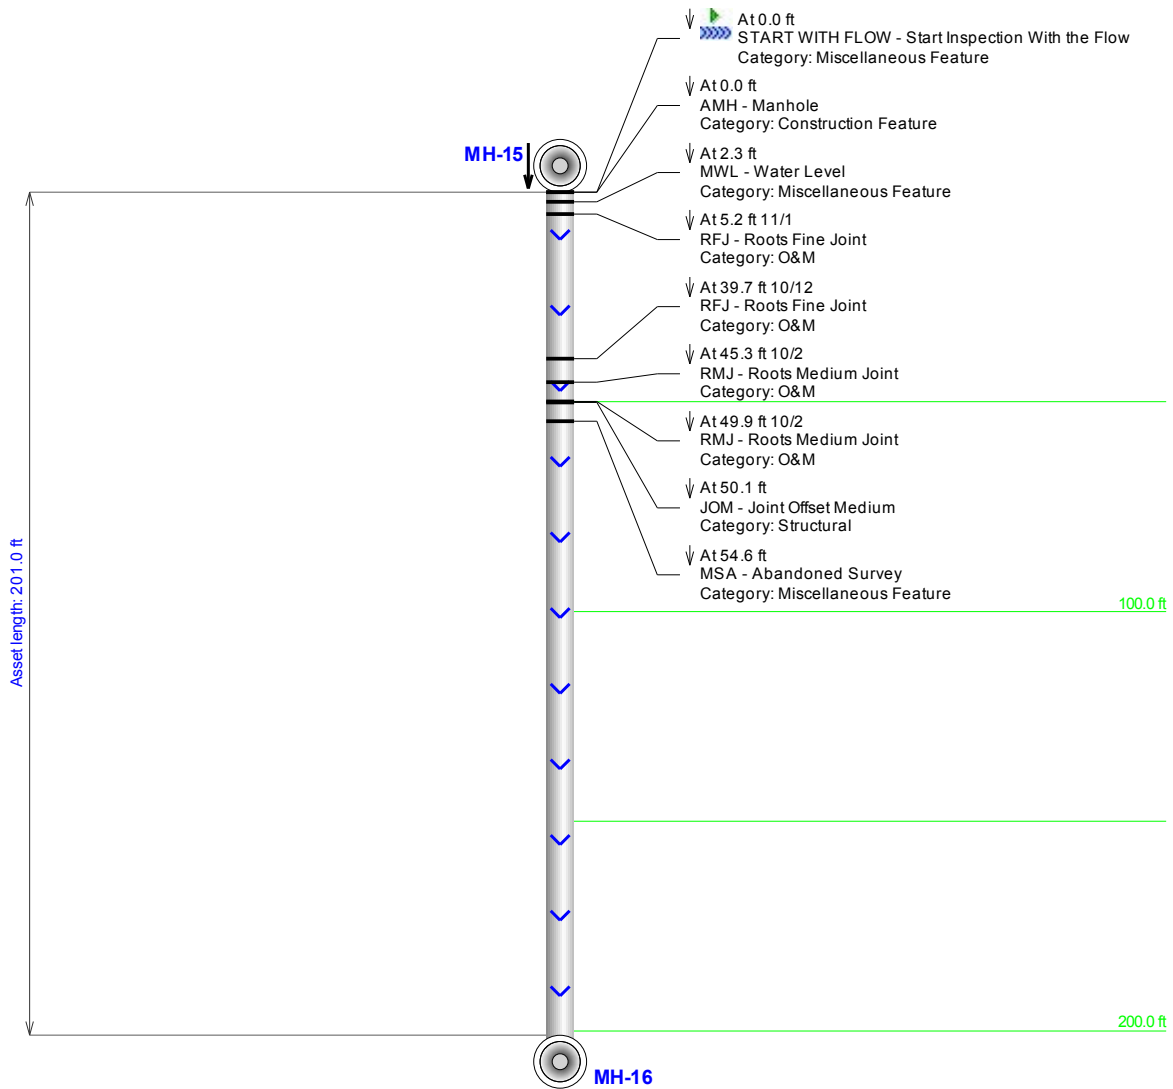 At 0.0 ft
START WITH FLOW - Start Inspection With the Flow
Category: Miscellaneous Feature
At 0.0 ft
AMH - Manhole
Category: Construction Feature
MH-15
At 2.3 ft
MWL - Water Level
Category: Miscellaneous Feature
At 5.2 ft 11/1
RFJ - Roots Fine Joint
Category: O&M
At 39.7 ft 10/12
RFJ - Roots Fine Joint
Category: O&M
At 45.3 ft 10/2
RMJ - Roots Medium Joint
Category: O&M
At 49.9 ft 10/2
RMJ - Roots Medium Joint
Category: O&M
At 50.1 ft
JOM - Joint Offset Medium
Category: Structural
At 54.6 ft
MSA - Abandoned Survey
Category: Miscellaneous Feature
Asset length: 201.0 ft
100.0 ft
200.0 ft
MH-16